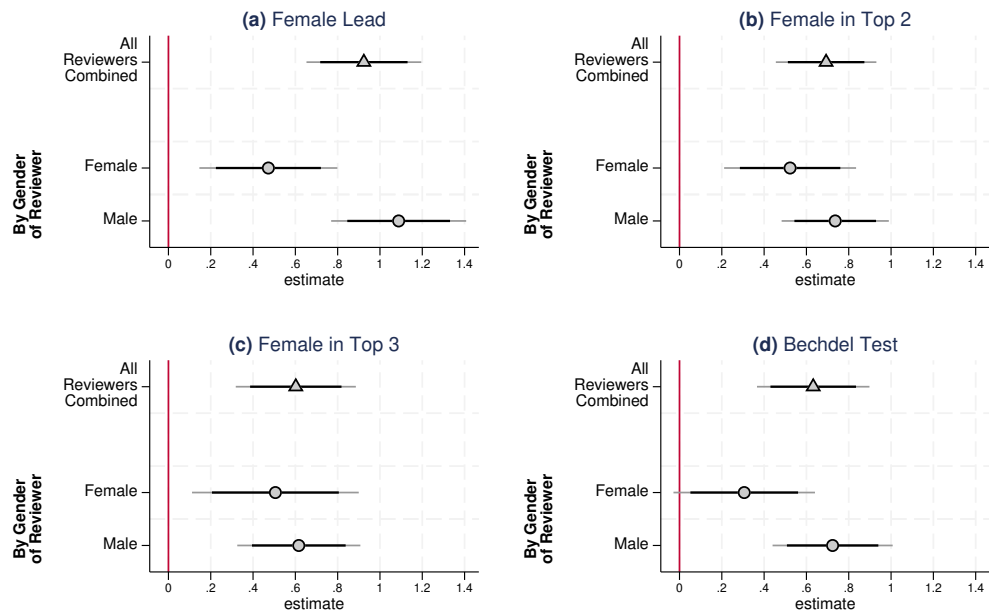 (a) Female Lead
All
Reviewers
Combined
By Gender
of Reviewer
Female
Male
0 .2 .4 .6 .8 1 1.2 1.4
estimate
(b) Female in Top 2
All
Reviewers
Combined
By Gender
of Reviewer
Female
Male
0 .2 .4 .6 .8 1 1.2 1.4
estimate
(c) Female in Top 3
All
Reviewers
Combined
By Gender
of Reviewer
Female
Male
0 .2 .4 .6 .8 1 1.2 1.4
estimate
(d) Bechdel Test
All
Reviewers
Combined
By Gender
of Reviewer
Female
Male
0 .2 .4 .6 .8 1 1.2 1.4
estimate